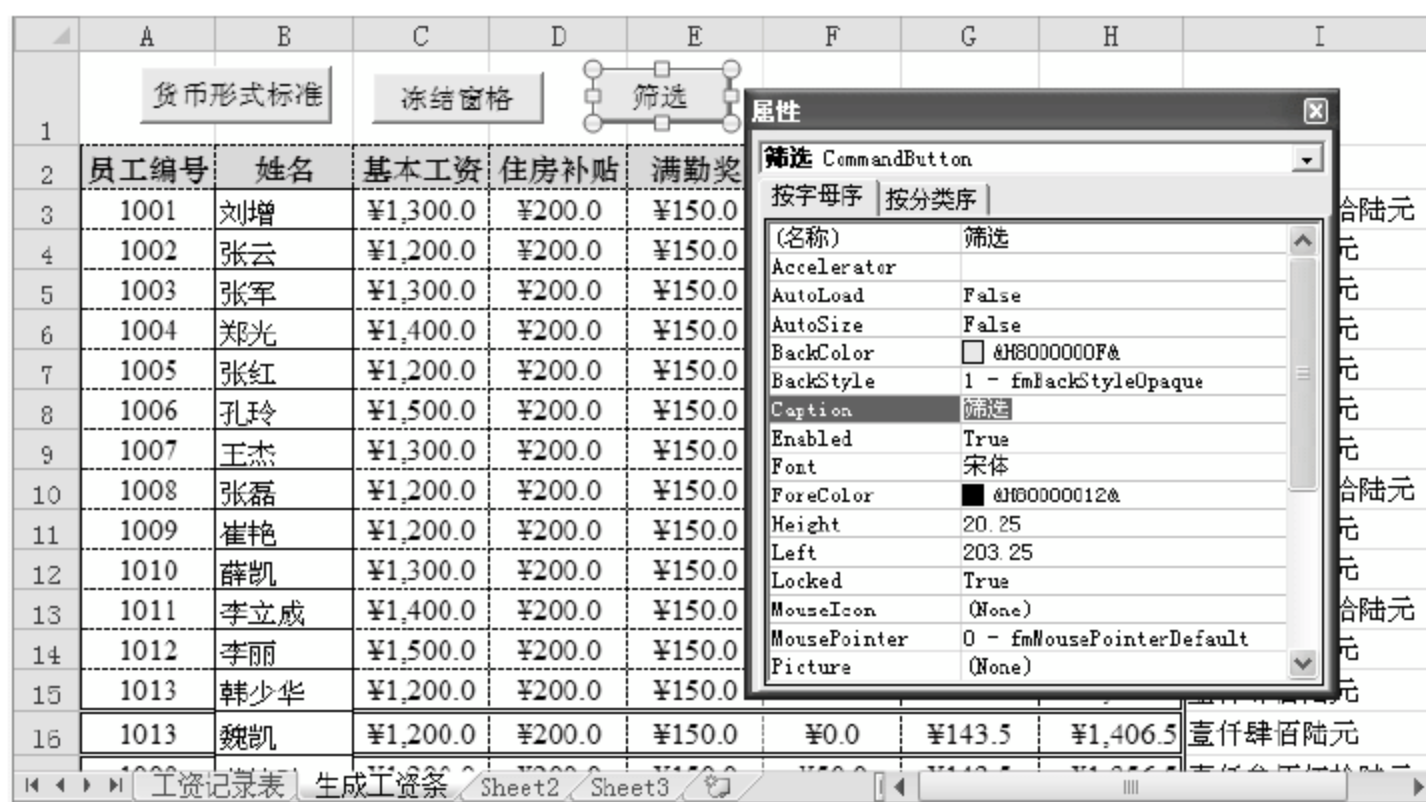 A B C D E F G H I
1 货币形式标准 冻结窗格 筛选
属性
2 员工编号 姓名 基本工资 住房补贴 满勤奖
筛选 CommandButton
按字母序 按分类序
3 1001 刘增 ¥1,300.0 ¥200.0 ¥150.0 拾陆元
(名称) 筛选
4 1002 张云 ¥1,200.0 ¥200.0 ¥150.0 元
Accelerator
5 1003 张军 ¥1,300.0 ¥200.0 ¥150.0 元
AutoLoad False
6 1004 郑光 ¥1,400.0 ¥200.0 ¥150.0 元
AutoSize False
BackColor &H8000000F&
7 1005 张红 ¥1,200.0 ¥200.0 ¥150.0 元
BackStyle 1 - fmBackStyleOpaque
8 1006 孔玲 ¥1,500.0 ¥200.0 ¥150.0 元
Caption 筛选
9 1007 王杰 ¥1,300.0 ¥200.0 ¥150.0 元
Enabled True
Font 宋体
10 1008 张磊 ¥1,200.0 ¥200.0 ¥150.0 拾陆元
ForeColor &H80000012&
11 1009 崔艳 ¥1,200.0 ¥200.0 ¥150.0 元
Height 20.25
Left 203.25
12 1010 薛凯 ¥1,300.0 ¥200.0 ¥150.0 元
Locked True
13 1011 李立成 ¥1,400.0 ¥200.0 ¥150.0 拾陆元
MouseIcon (None)
14 1012 李丽 ¥1,500.0 ¥200.0 ¥150.0 元
MousePointer 0 - fmMousePointerDefault
Picture (None)
15 1013 韩少华 ¥1,200.0 ¥200.0 ¥150.0 元
16 1013 魏凯 ¥1,200.0 ¥200.0 ¥150.0 ¥0.0 ¥143.5 ¥1,406.5 壹仟肆佰陆元
工资记录表 生成工资条 Sheet2 Sheet3